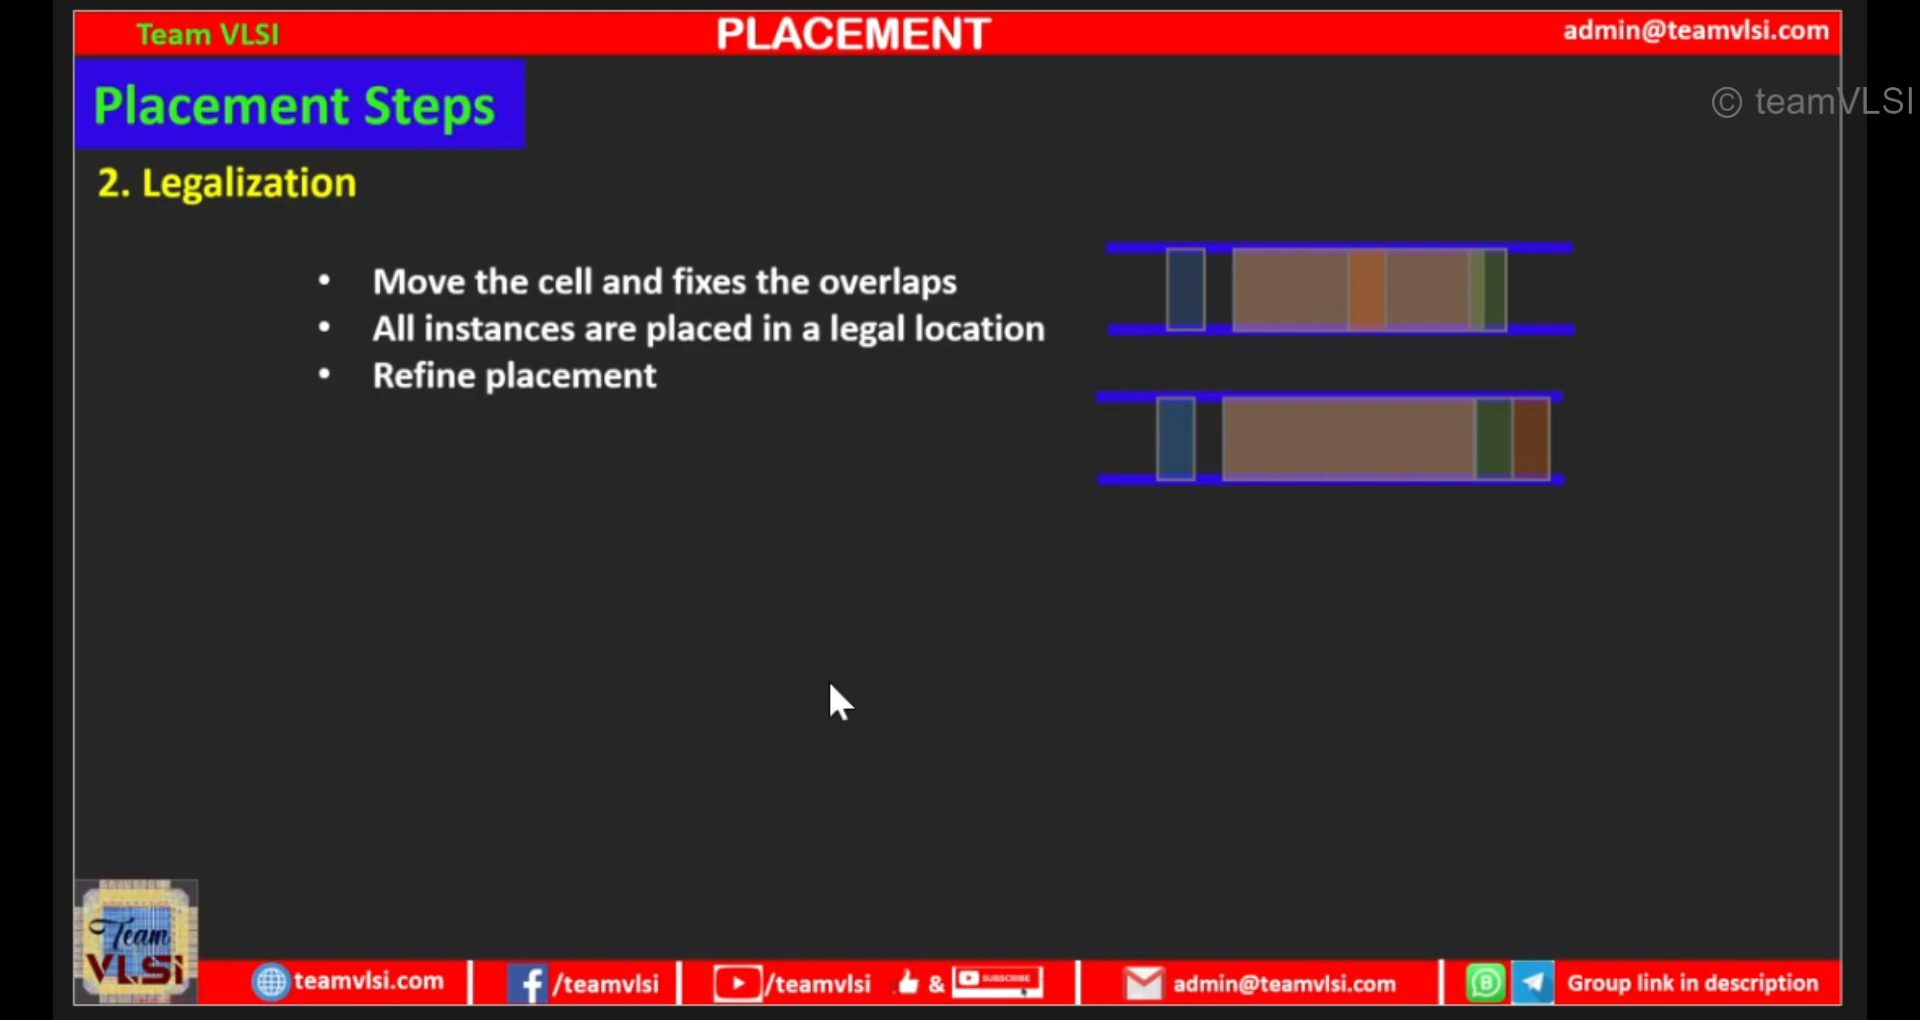 Team VLSI
PLACEMENT
admin@teamvlsi.com
Placement Steps
© teamVLSI
2. Legalization
• Move the cell and fixes the overlaps
• All instances are placed in a legal location
• Refine placement
Team
VLSI
teamvlsi.com
/teamvlsi
/teamvlsi
&
SUBSCRIBE
admin@teamvlsi.com
B
Group link in description